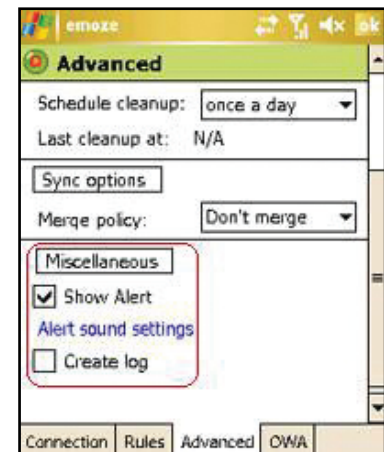 emoze ok
Advanced
Schedule cleanup: once a day
Last cleanup at: N/A
Sync options
Merge policy: Don't merge
Miscellaneous
Show Alert
Alert sound settings
Create log
Connection Rules Advanced OWA